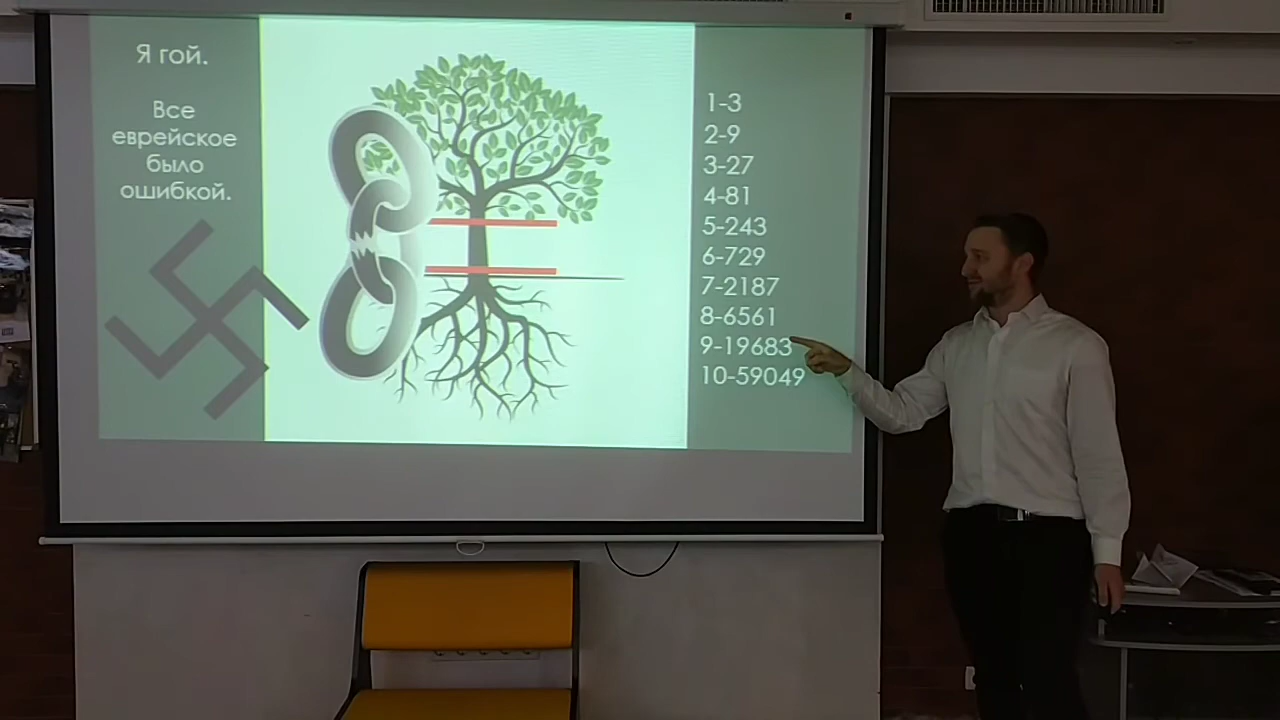 Я гой.
Все
еврейское
было
ошибкой.
1-3
2-9
3-27
4-81
5-243
6-729
7-2187
8-6561
9-19683
10-59049